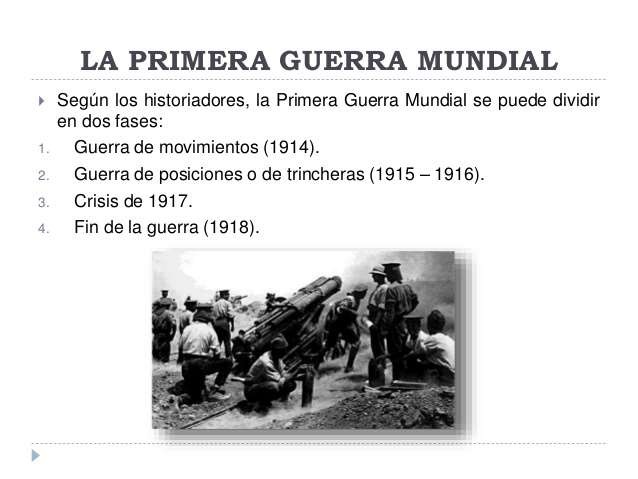 LA PRIMERA GUERRA MUNDIAL
Según los historiadores, la Primera Guerra Mundial se puede dividir
en dos fases:
1. Guerra de movimientos (1914).
2. Guerra de posiciones o de trincheras (1915 – 1916).
3. Crisis de 1917.
4. Fin de la guerra (1918).